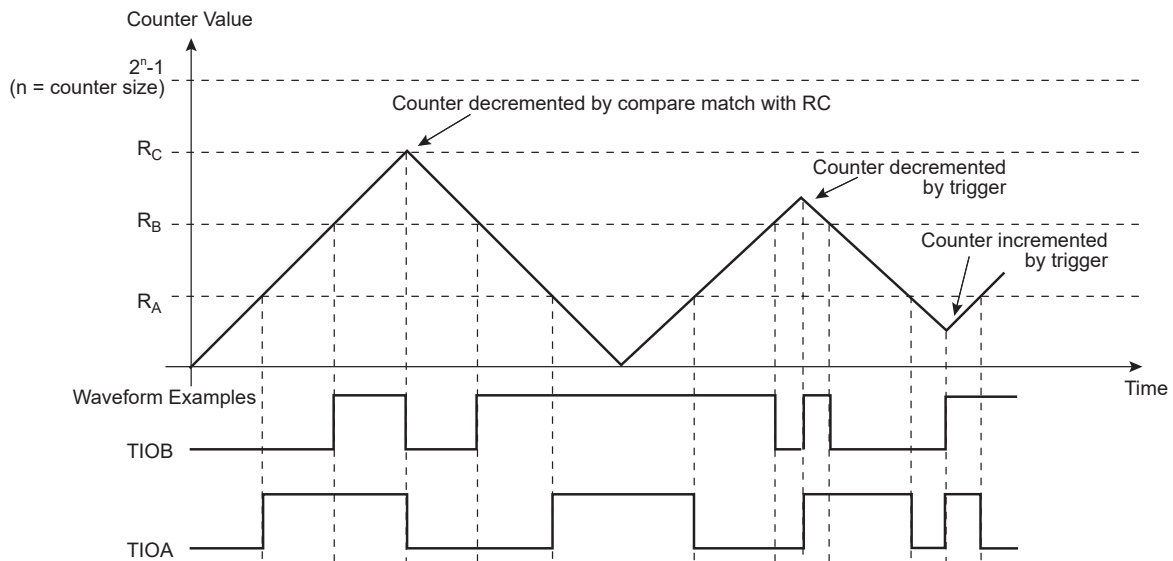 Counter Value
2ⁿ-1
(n = counter size)
Counter decremented by compare match with RC
R_C
Counter decremented
by trigger
R_B
Counter incremented
by trigger
R_A
Time
Waveform Examples
TIOB
TIOA